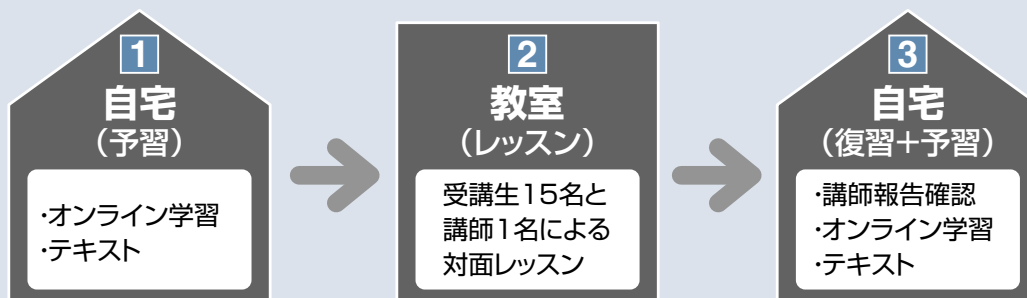 1
自宅
（予習）
・オンライン学習
・テキスト
2
教室
（レッスン）
受講生15名と
講師1名による
対面レッスン
3
自宅
（復習＋予習）
・講師報告確認
・オンライン学習
・テキスト